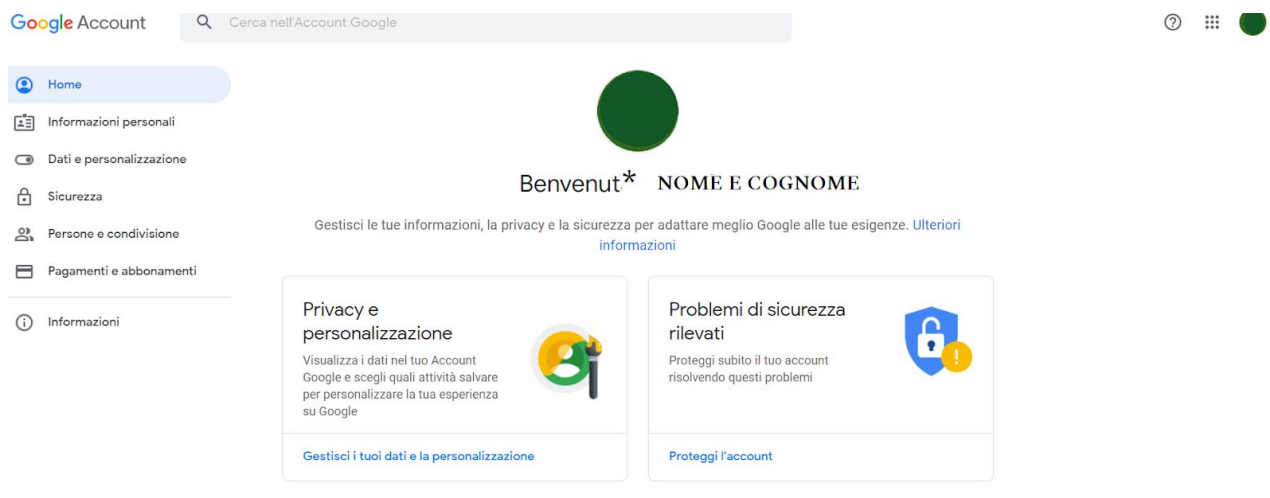 Google Account
Cerca nell'Account Google
Home
Informazioni personali
Dati e personalizzazione
Sicurezza
Persone e condivisione
Pagamenti e abbonamenti
Informazioni
Benvenut* NOME E COGNOME
Gestisci le tue informazioni, la privacy e la sicurezza per adattare meglio Google alle tue esigenze. Ulteriori
informazioni
Privacy e
personalizzazione
Visualizza i dati nel tuo Account
Google e scegli quali attività salvare
per personalizzare la tua esperienza
su Google
Gestisci i tuoi dati e la personalizzazione
Problemi di sicurezza
rilevati
Proteggi subito il tuo account
risolvendo questi problemi
Proteggi l'account